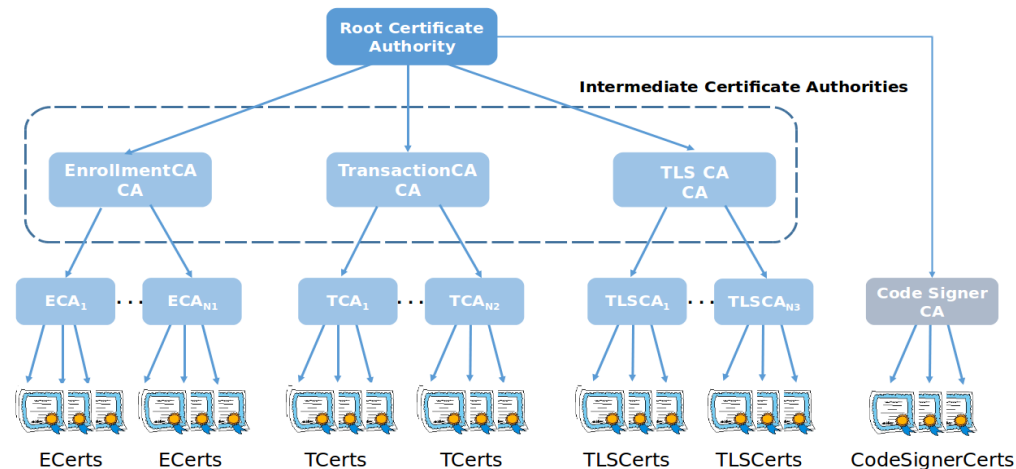 Root Certificate
Authority
Intermediate Certificate Authorities
EnrollmentCA
CA
TransactionCA
CA
TLS CA
CA
ECA1 . . . ECAN1
TCA1 . . . TCAN2
TLSCA1 . . . TLSCAN3
Code Signer
CA
ECerts
ECerts
TCerts
TCerts
TLSCerts
TLSCerts
CodeSignerCerts